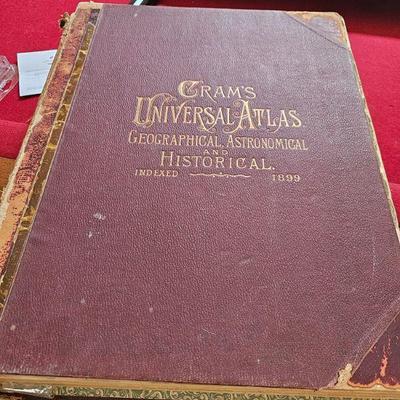 CRAM'S
UNIVERSAL ATLAS
GEOGRAPHICAL, ASTRONOMICAL
AND
HISTORICAL.
INDEXED 1899